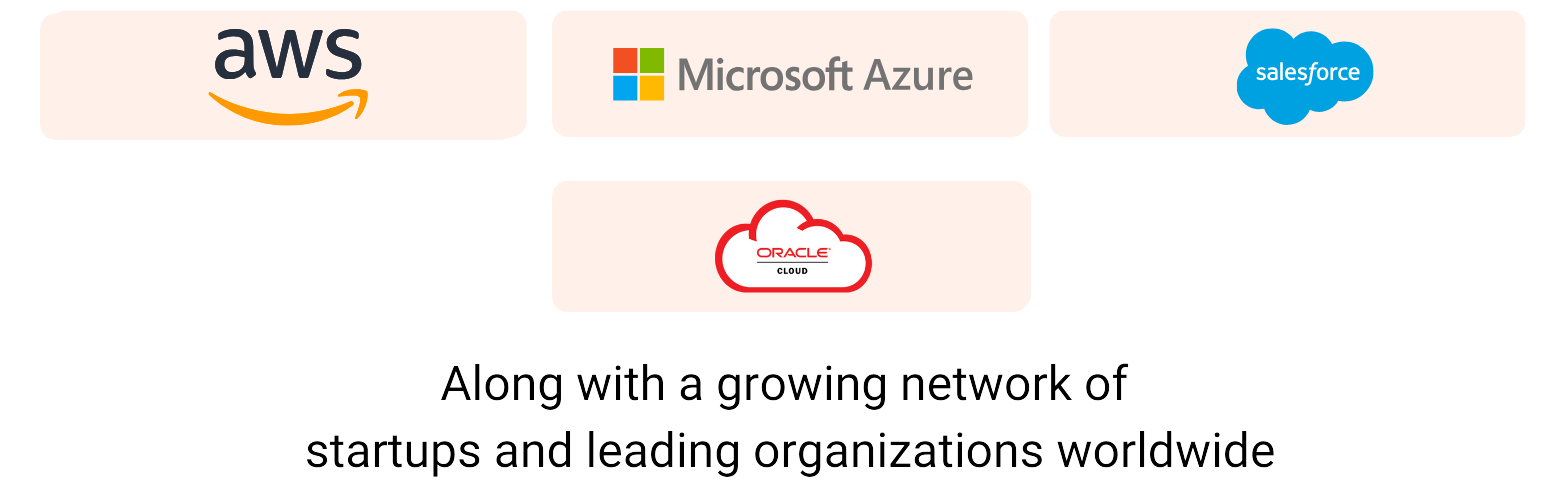 aws
Microsoft Azure
salesforce
ORACLE
CLOUD
Along with a growing network of
startups and leading organizations worldwide